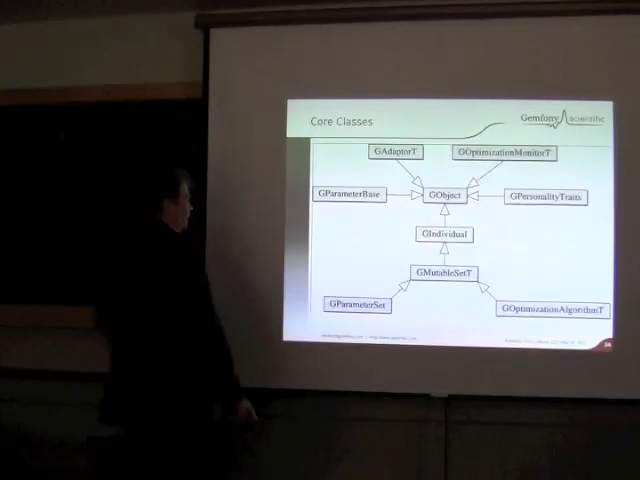 Core Classes
Gemfony scientific
GAdaptorT
GOptimizationMonitorT
GParameterBase
GObject
GPersonalityTraits
GIndividual
GMutableSetT
GParameterSet
GOptimizationAlgorithmT